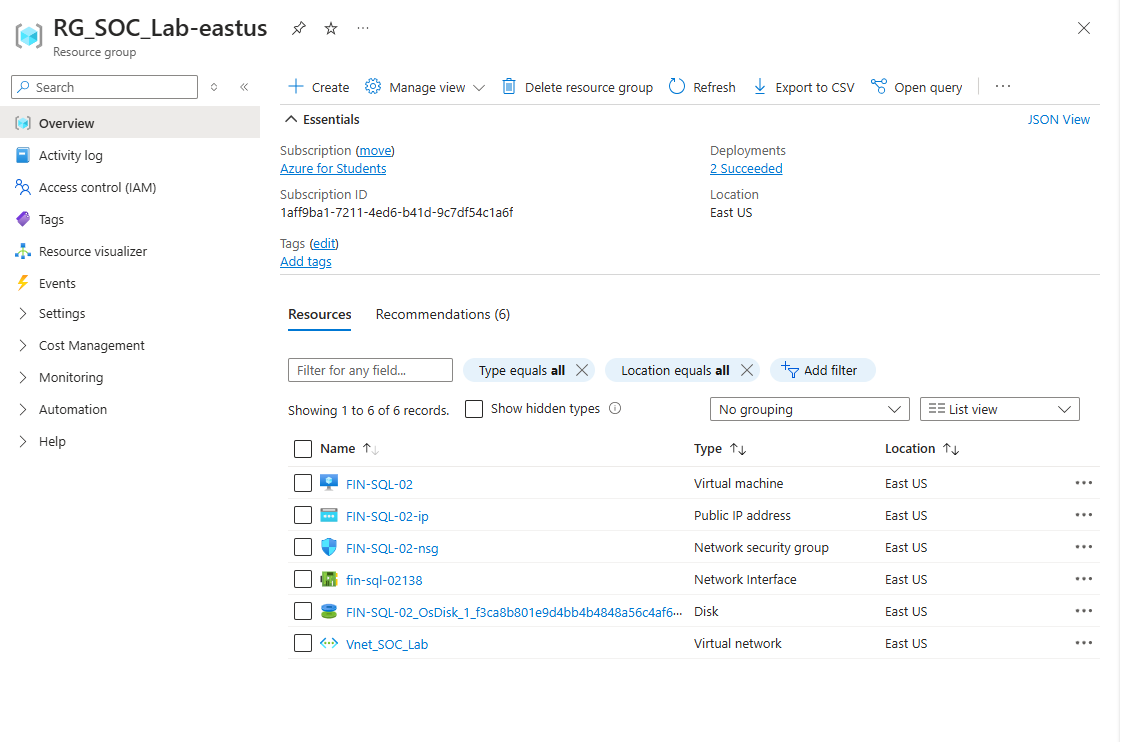 RG_SOC_Lab-eastus
Resource group
Search
Overview
Activity log
Access control (IAM)
Tags
Resource visualizer
Events
Settings
Cost Management
Monitoring
Automation
Help
Create Manage view Delete resource group Refresh Export to CSV Open query
Essentials JSON View
Subscription (move)
Azure for Students
Subscription ID
1aff9ba1-7211-4ed6-b41d-9c7df54c1a6f
Tags (edit)
Add tags
Deployments
2 Succeeded
Location
East US
Resources Recommendations (6)
Filter for any field... Type equals all Location equals all Add filter
Showing 1 to 6 of 6 records. Show hidden types No grouping List view
Name Type Location
FIN-SQL-02 Virtual machine East US
FIN-SQL-02-ip Public IP address East US
FIN-SQL-02-nsg Network security group East US
fin-sql-02138 Network Interface East US
FIN-SQL-02_OsDisk_1_f3ca8b801e9d4bb4b4848a56c4af6... Disk East US
Vnet_SOC_Lab Virtual network East US